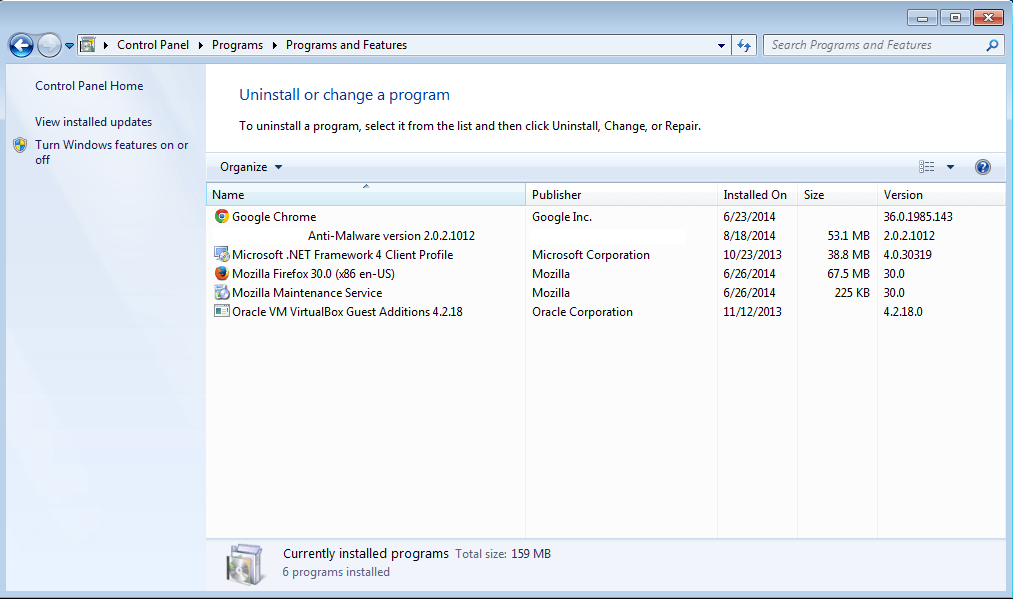 Control Panel Programs Programs and Features Search Programs and Features
Control Panel Home
View installed updates
Turn Windows features on or
off
Uninstall or change a program
To uninstall a program, select it from the list and then click Uninstall, Change, or Repair.
Organize
Name Publisher Installed On Size Version
Google Chrome Google Inc. 6/23/2014 36.0.1985.143
Anti-Malware version 2.0.2.1012 8/18/2014 53.1 MB 2.0.2.1012
Microsoft .NET Framework 4 Client Profile Microsoft Corporation 10/23/2013 38.8 MB 4.0.30319
Mozilla Firefox 30.0 (x86 en-US) Mozilla 6/26/2014 67.5 MB 30.0
Mozilla Maintenance Service Mozilla 6/26/2014 225 KB 30.0
Oracle VM VirtualBox Guest Additions 4.2.18 Oracle Corporation 11/12/2013 4.2.18.0
Currently installed programs Total size: 159 MB
6 programs installed